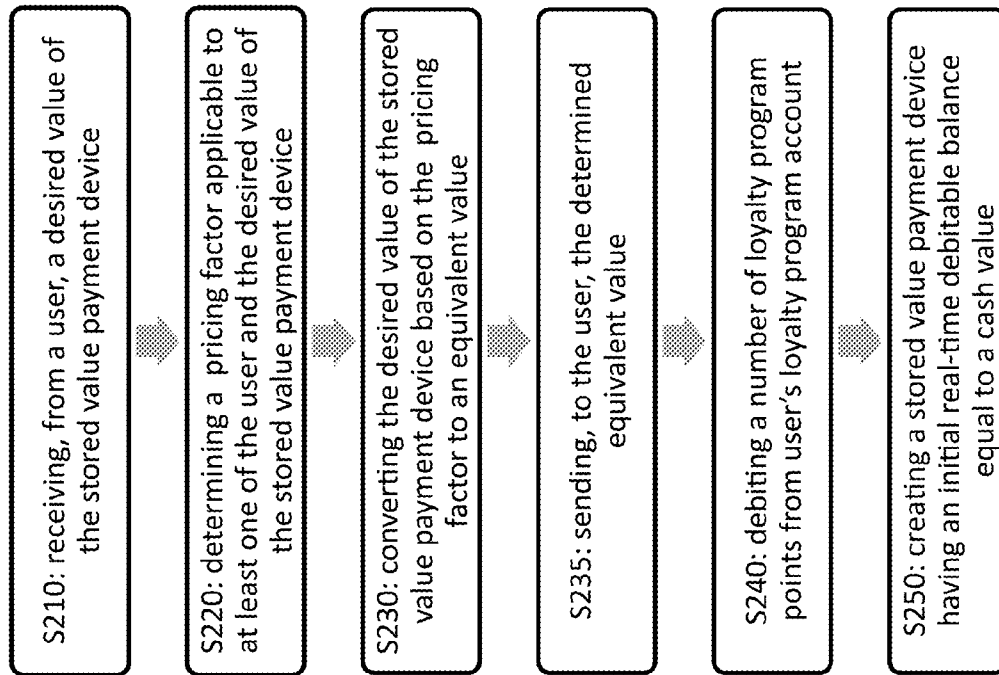 S210: receiving, from a user, a desired value of
the stored value payment device
S220: determining a pricing factor applicable to
at least one of the user and the desired value of
the stored value payment device
S230: converting the desired value of the stored
value payment device based on the pricing
factor to an equivalent value
S235: sending, to the user, the determined
equivalent value
S240: debiting a number of loyalty program
points from user's loyalty program account
S250: creating a stored value payment device
having an initial real-time debitable balance
equal to a cash value